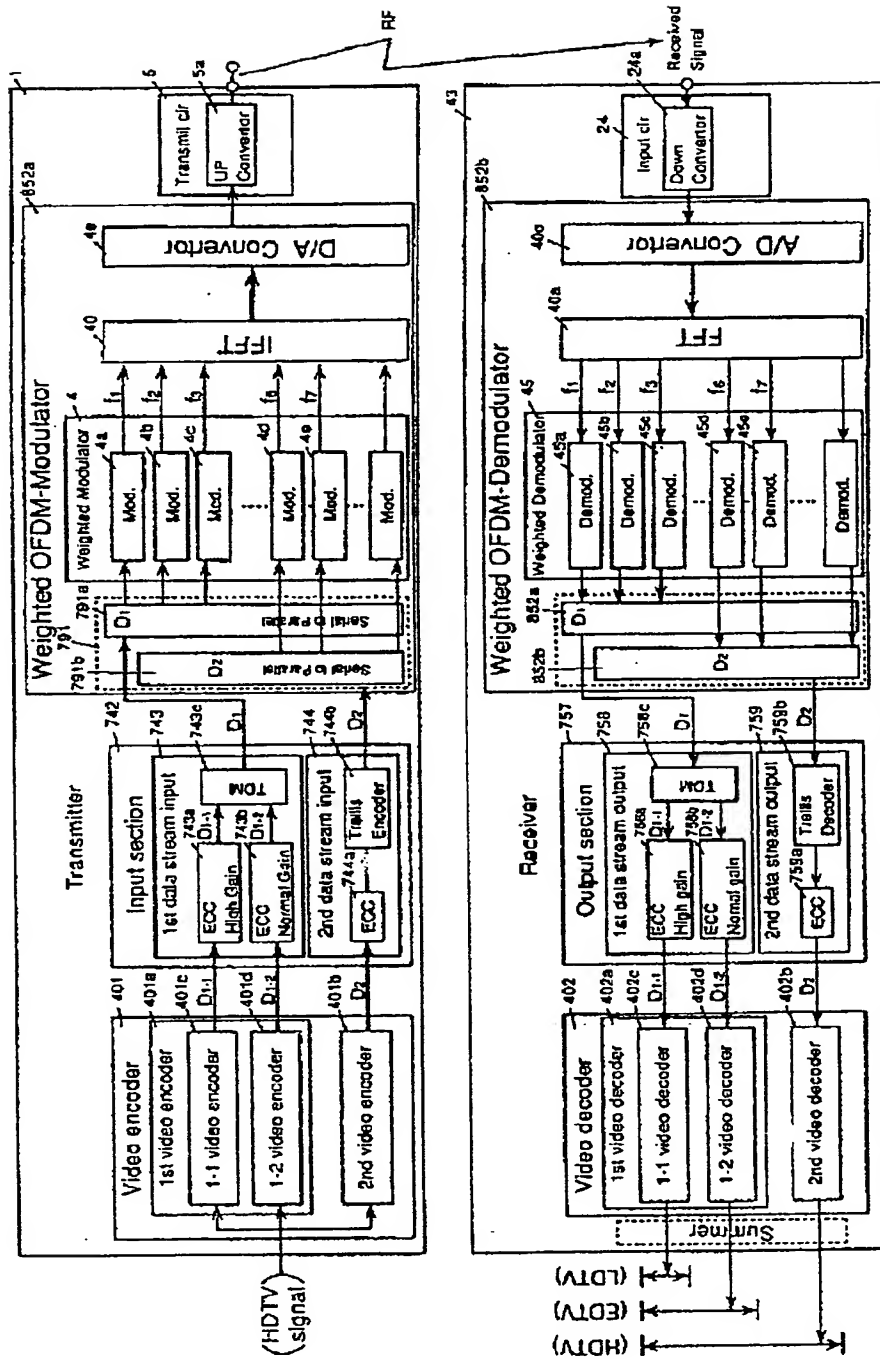 Transmitter
1
(HDTV signal)
401
Video encoder
401a
1st video encoder
401c
1-1 video encoder
401d
1-2 video encoder
401b
2nd video encoder
D1-1
D1-2
D2
742
Input section
743
1st data stream input
743a
ECC
High Gain
743b
ECC
Normal Gain
D1-1
D1-2
743c
TDM
D1
744
2nd data stream input
744a
ECC
744b
Trellis
Encoder
D2
852a
Weighted OFDM-Modulator
791
791a
D1
Serial to Parallel
791b
D2
Serial to Parallel
4
Weighted Modulator
4a
Mod.
4b
Mod.
4c
Mod.
4d
Mod.
4e
Mod.
Mod.
f1
f2
f3
f6
f7
40
IFFT
4e
D/A Convertor
Transmit cir
5a
UP
Convertor
RF
Receiver
43
Received
Signal
24
Input cir
24a
Down
Convertor
852b
Weighted OFDM-Demodulator
A/D Convertor
40a
FFT
f1
f2
f3
f6
f7
45
Weighted Demodulator
45a
Demod.
45b
Demod.
45c
Demod.
45d
Demod.
45e
Demod.
Demod.
852a
D1
852b
D2
D1
D2
757
Output section
758
1st data stream output
758c
TDM
D1-1
D1-2
ECC
High gain
758b
ECC
Normal gain
759
2nd data stream output
759b
Trellis
Decoder
759a
ECC
D1-1
D1-2
D2
402
Video decoder
402a
1st video decoder
402c
1-1 video decoder
402d
1-2 video decoder
402b
2nd video decoder
Summer
(LDTV)
(EDTV)
(HDTV)